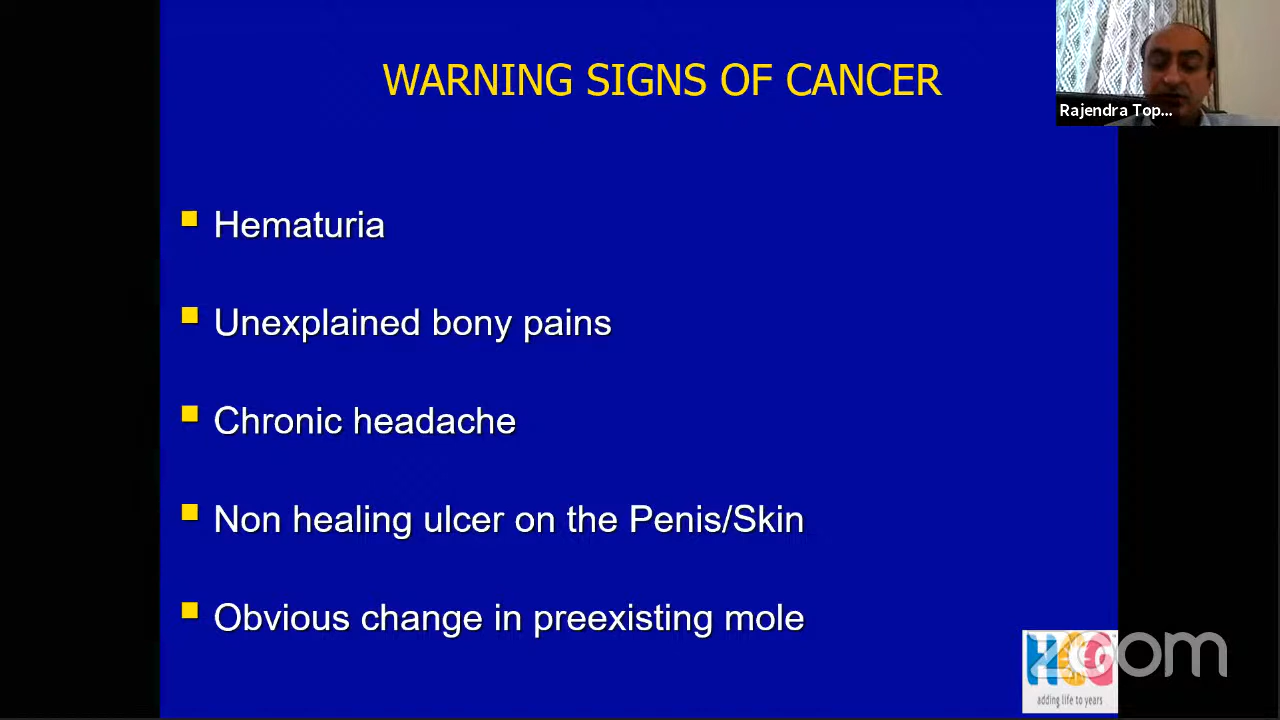 WARNING SIGNS OF CANCER
Rajendra Top...
Hematuria
Unexplained bony pains
Chronic headache
Non healing ulcer on the Penis/Skin
Obvious change in preexisting mole
zoom
adding life to years